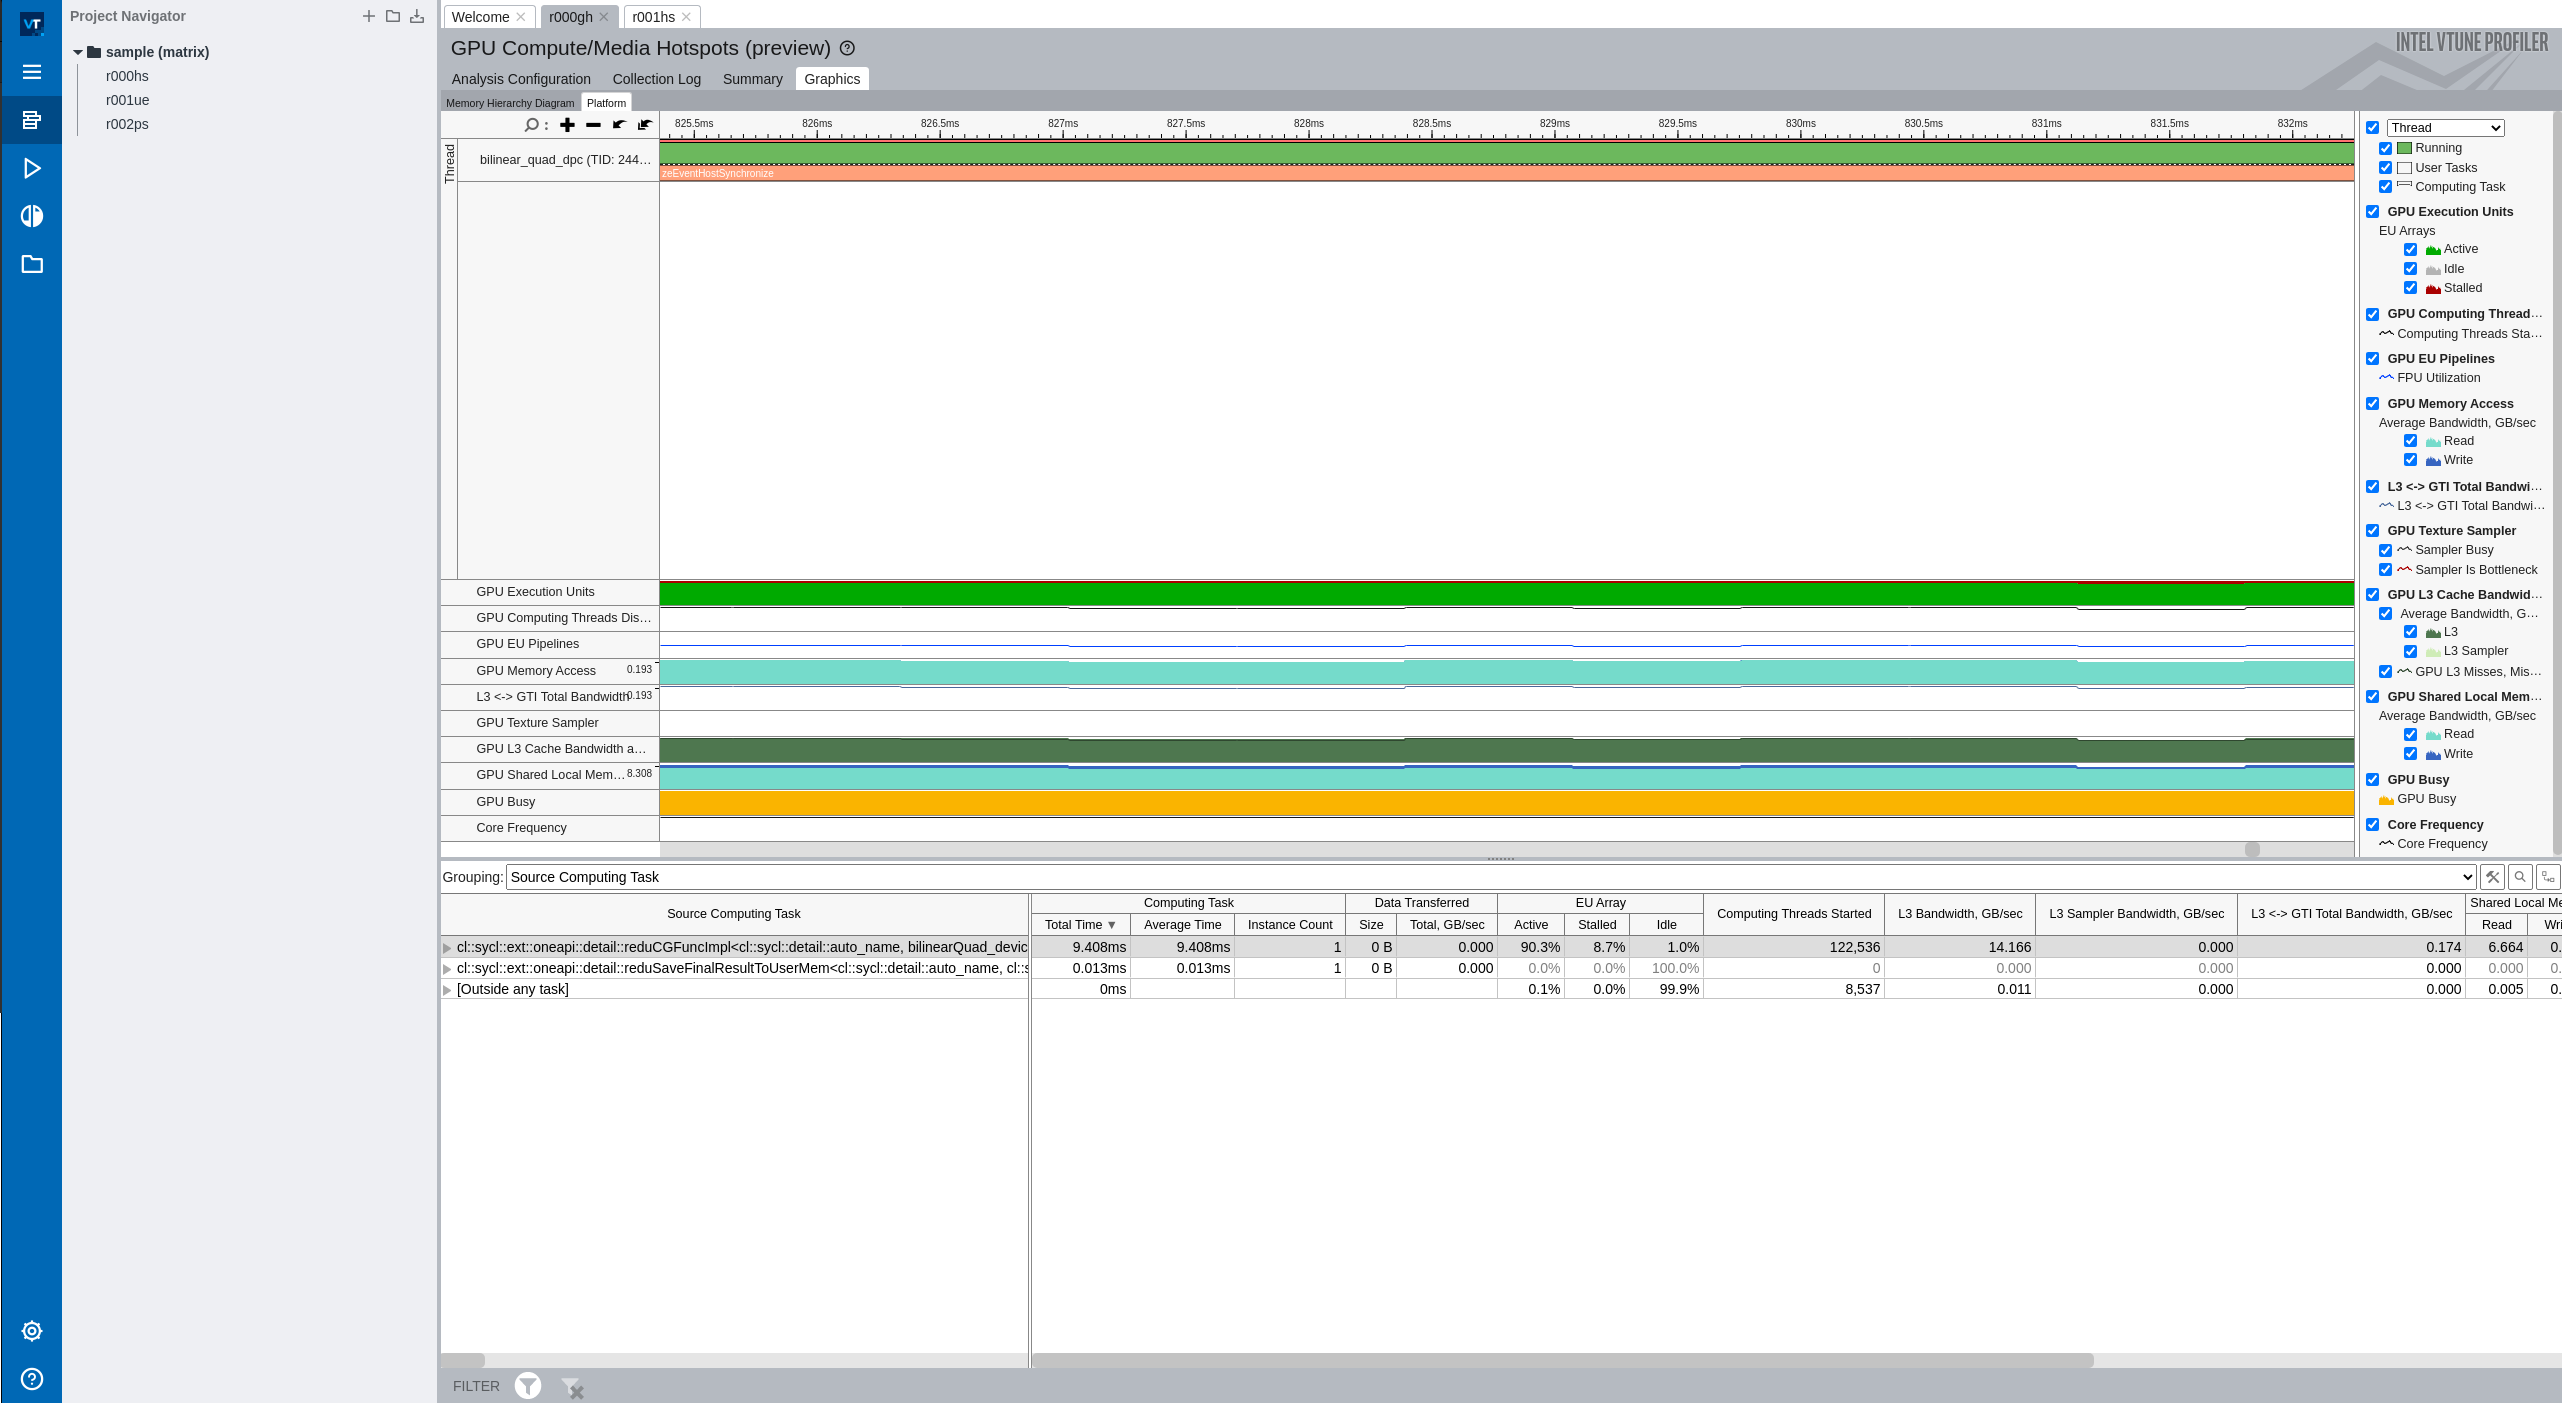 VT
Project Navigator
sample (matrix)
r000hs
r001ue
r002ps
Welcome r000gh r001hs
GPU Compute/Media Hotspots (preview)
INTEL VTUNE PROFILER
Analysis Configuration Collection Log Summary Graphics
Memory Hierarchy Diagram Platform
825.5ms 826ms 826.5ms 827ms 827.5ms 828ms 828.5ms 829ms 829.5ms 830ms 830.5ms 831ms 831.5ms 832ms
Thread
bilinear_quad_dpc (TID: 244…
zeEventHostSynchronize
GPU Execution Units
GPU Computing Threads Dis…
GPU EU Pipelines
GPU Memory Access 0.193
L3 <-> GTI Total Bandwidth 0.193
GPU Texture Sampler
GPU L3 Cache Bandwidth a…
GPU Shared Local Mem… 8.308
GPU Busy
Core Frequency
Thread
Running
User Tasks
Computing Task
GPU Execution Units
EU Arrays
Active
Idle
Stalled
GPU Computing Thread…
Computing Threads Sta…
GPU EU Pipelines
FPU Utilization
GPU Memory Access
Average Bandwidth, GB/sec
Read
Write
L3 <-> GTI Total Bandwi…
L3 <-> GTI Total Bandwi…
GPU Texture Sampler
Sampler Busy
Sampler Is Bottleneck
GPU L3 Cache Bandwid…
Average Bandwidth, G…
L3
L3 Sampler
GPU L3 Misses, Mis…
GPU Shared Local Mem…
Average Bandwidth, GB/sec
Read
Write
GPU Busy
GPU Busy
Core Frequency
Core Frequency
Grouping: Source Computing Task
Source Computing Task Computing Task Data Transferred EU Array Computing Threads Started L3 Bandwidth, GB/sec L3 Sampler Bandwidth, GB/sec L3 <-> GTI Total Bandwidth, GB/sec Shared Local Me
Total Time Average Time Instance Count Size Total, GB/sec Active Stalled Idle Read Wri
cl::sycl::ext::oneapi::detail::reduCGFuncImpl<cl::sycl::detail::auto_name, bilinearQuad_devic 9.408ms 9.408ms 1 0 B 0.000 90.3% 8.7% 1.0% 122,536 14.166 0.000 0.174 6.664 0.
cl::sycl::ext::oneapi::detail::reduSaveFinalResultToUserMem<cl::sycl::detail::auto_name, cl::s 0.013ms 0.013ms 1 0 B 0.000 0.0% 0.0% 100.0% 0 0.000 0.000 0.000 0.000 0.
[Outside any task] 0ms 0.1% 0.0% 99.9% 8,537 0.011 0.000 0.000 0.005 0.
FILTER